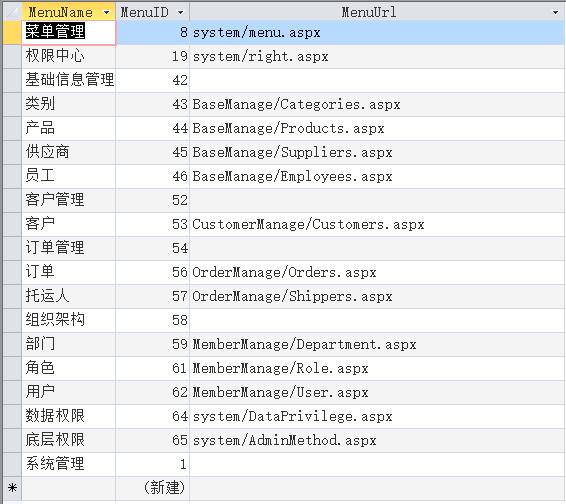 MenuName MenuID MenuUrl
菜单管理 8 system/menu.aspx
权限中心 19 system/right.aspx
基础信息管理 42
类别 43 BaseManage/Categories.aspx
产品 44 BaseManage/Products.aspx
供应商 45 BaseManage/Suppliers.aspx
员工 46 BaseManage/Employees.aspx
客户管理 52
客户 53 CustomerManage/Customers.aspx
订单管理 54
订单 56 OrderManage/Orders.aspx
托运人 57 OrderManage/Shippers.aspx
组织架构 58
部门 59 MemberManage/Department.aspx
角色 61 MemberManage/Role.aspx
用户 62 MemberManage/User.aspx
数据权限 64 system/DataPrivilege.aspx
底层权限 65 system/AdminMethod.aspx
系统管理 1
* (新建)